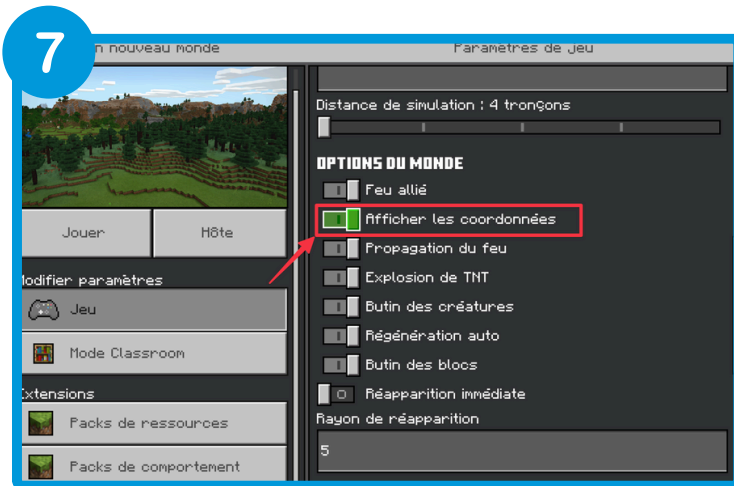 7
n nouveau monde
Paramètres de jeu
Jouer
Hôte
Modifier paramètres
Jeu
Mode Classroom
Extensions
Packs de ressources
Packs de comportement
Distance de simulation : 4 tronçons
OPTIONS DU MONDE
Feu allié
Afficher les coordonnées
Propagation du feu
Explosion de TNT
Butin des créatures
Régénération auto
Butin des blocs
Réapparition immédiate
Rayon de réapparition
5